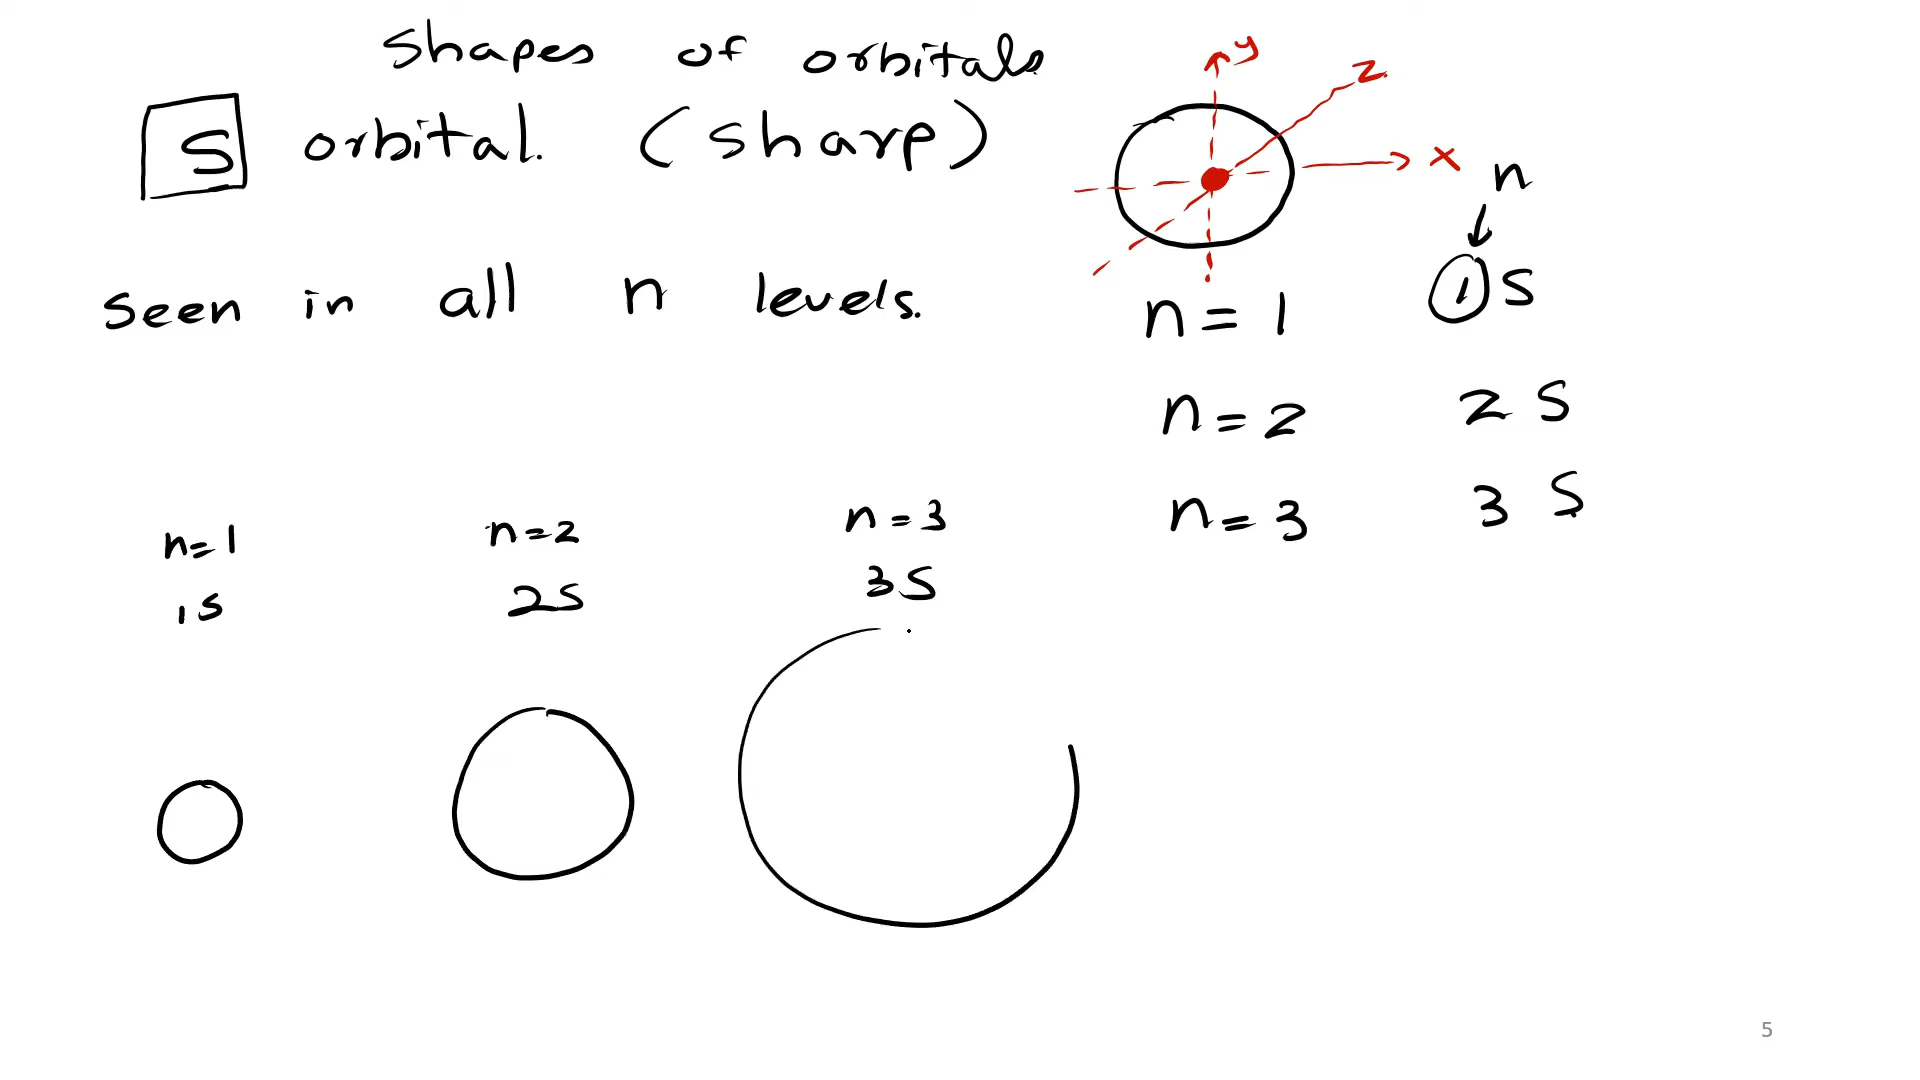 Shapes of orbitals
S orbital. (sharp)
y
z
x
n
seen in all n levels.
n = 1 1 S
n = 2 2 S
n = 3 3 S
n=1 n=2 n = 3
1S 2S 3S
5